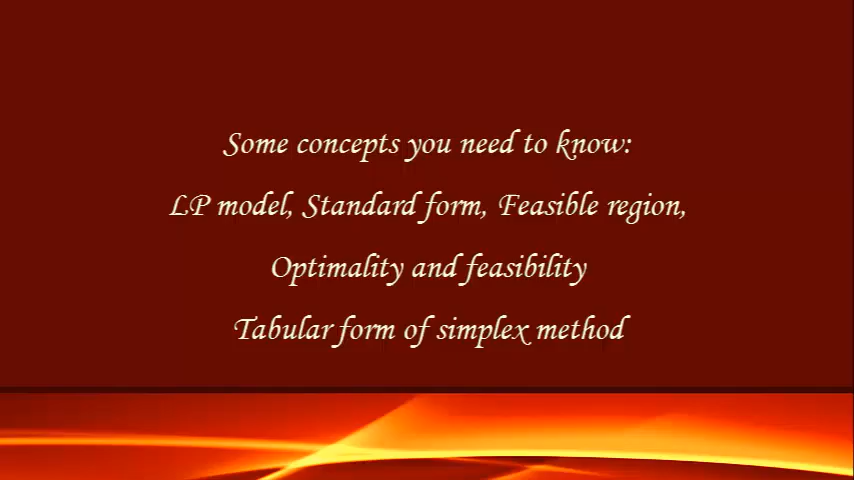 Some concepts you need to know:
LP model, Standard form, Feasible region,
Optimality and feasibility
Tabular form of simplex method